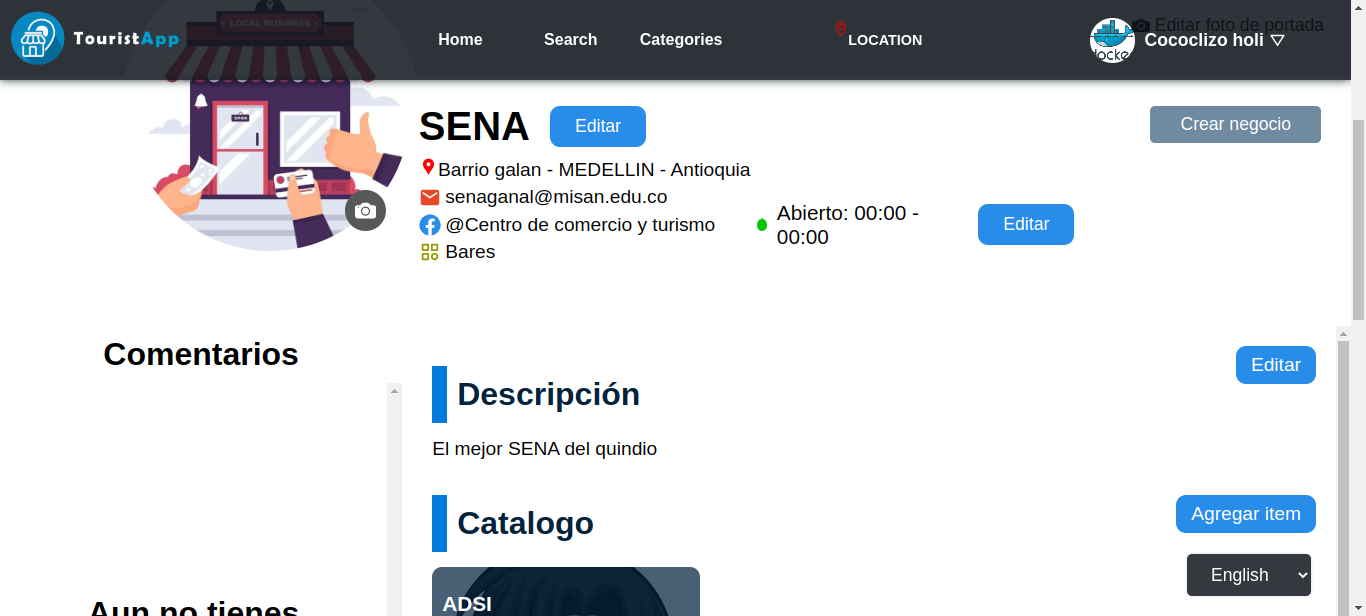 LOCAL BUSINESS
TouristApp
Home
Search
Categories
LOCATION
Editar foto de portada
Cococlizo holi ▽
OPEN
SENA
Editar
Crear negocio
Barrio galan - MEDELLIN - Antioquia
senaganal@misan.edu.co
@Centro de comercio y turismo
Bares
Abierto: 00:00 -
00:00
Editar
Comentarios
Editar
Descripción
El mejor SENA del quindio
Catalogo
Agregar item
English
ADSI
Aun no tienes